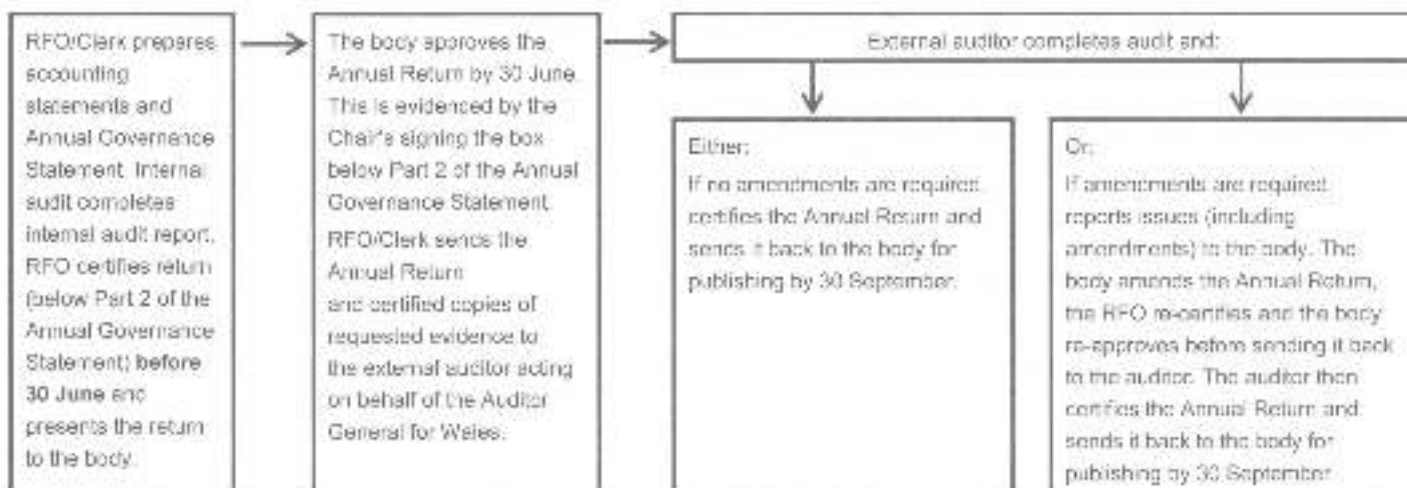 RFO/Clerk prepares
accounting
statements and
Annual Governance
Statement. Internal
audit completes
internal audit report.
RFO certifies return
(below Part 2 of the
Annual Governance
Statement) before
30 June and
presents the return
to the body.
The body approves the
Annual Return by 30 June.
This is evidenced by the
Chair's signing the box
below Part 2 of the Annual
Governance Statement.
RFO/Clerk sends the
Annual Return
and certified copies of
requested evidence to
the external auditor acting
on behalf of the Auditor
General for Wales.
External auditor completes audit and:
Either:
If no amendments are required,
certifies the Annual Return and
sends it back to the body for
publishing by 30 September.
Or:
If amendments are required,
reports issues (including
amendments) to the body. The
body amends the Annual Return,
the RFO re-certifies and the body
re-approves before sending it back
to the auditor. The auditor then
certifies the Annual Return and
sends it back to the body for
publishing by 30 September.